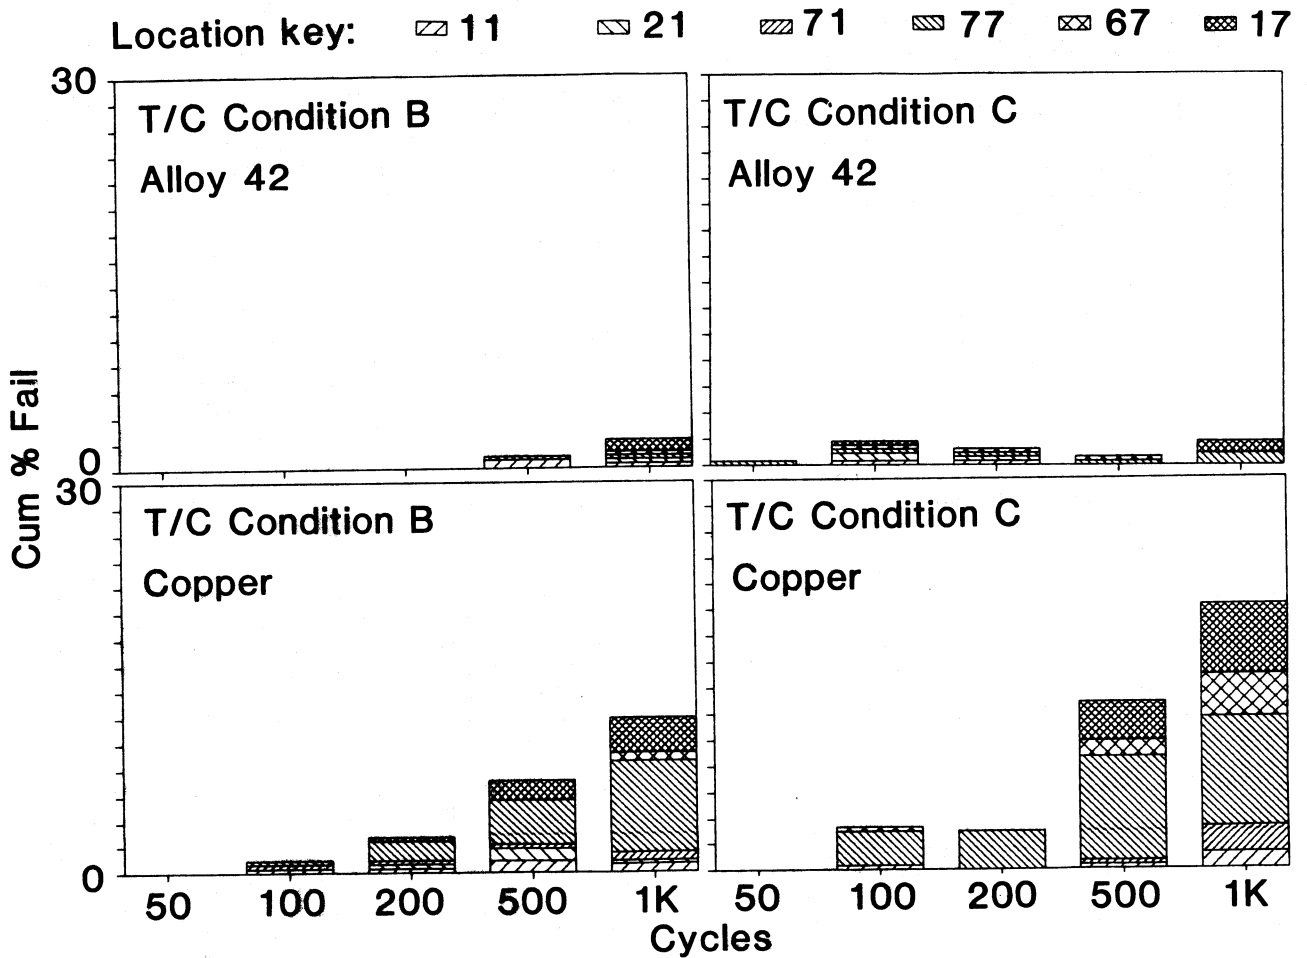 Location key: 11 21 71 77 67 17
30
T/C Condition B
Alloy 42
T/C Condition C
Alloy 42
Cum % Fail
0
30
T/C Condition B
Copper
T/C Condition C
Copper
0
50 100 200 500 1K 50 100 200 500 1K
Cycles